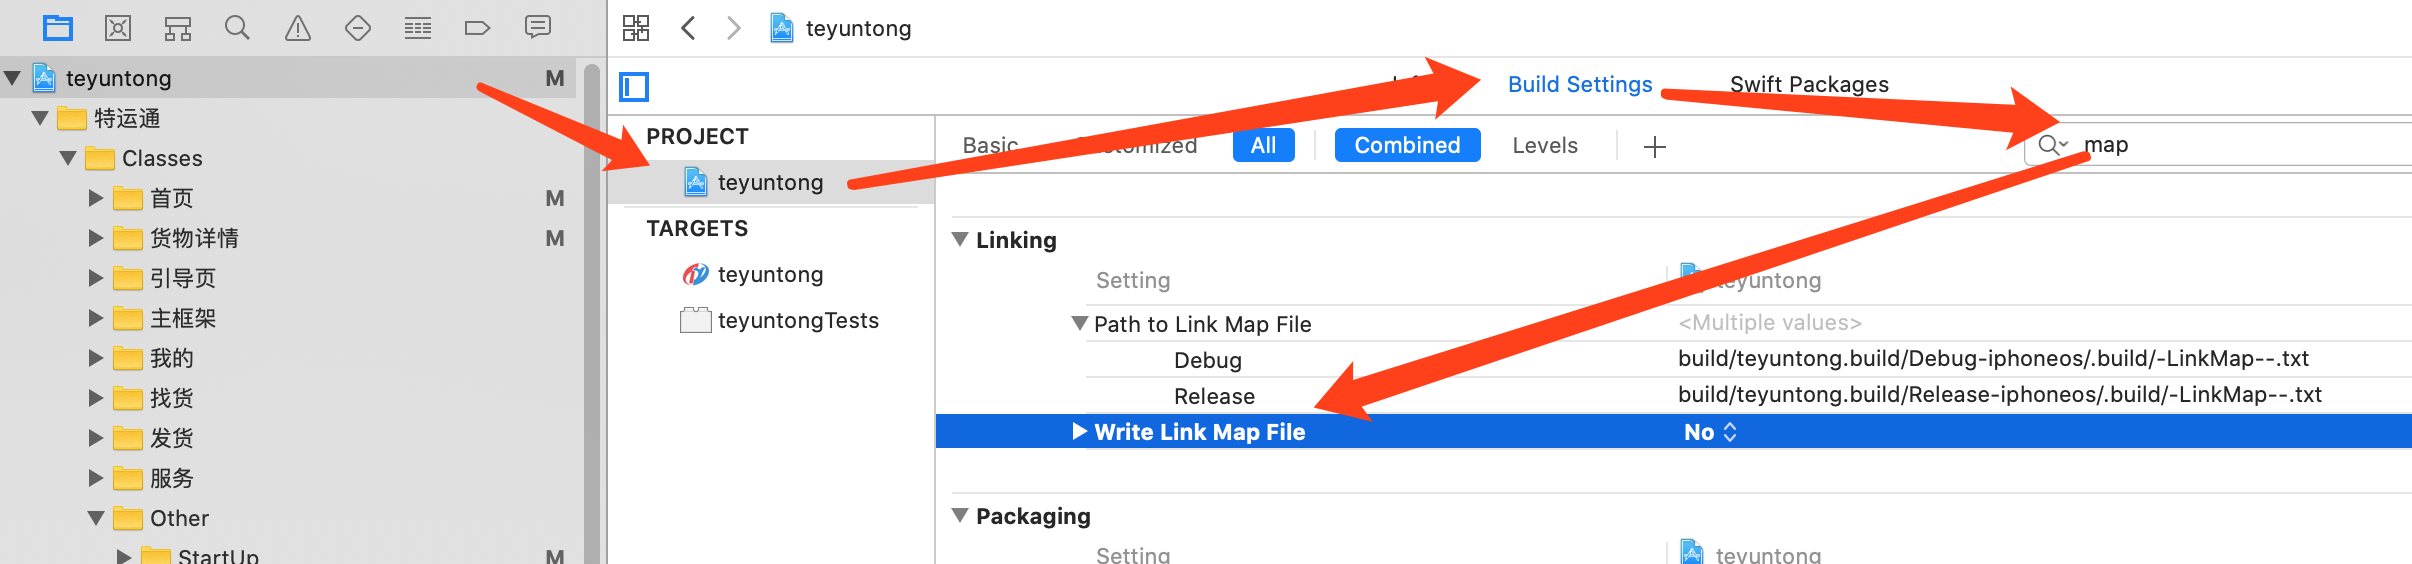 teyuntong M
特运通
Classes
首页 M
货物详情 M
引导页
主框架
我的
找货
发货
服务
Other
StartUp M
teyuntong
Build Settings
Swift Packages
PROJECT
teyuntong
TARGETS
teyuntong
teyuntongTests
Basic
All
Combined
Levels
map
Linking
Setting
teyuntong
Path to Link Map File
<Multiple values>
Debug
build/teyuntong.build/Debug-iphoneos/.build/-LinkMap--.txt
Release
build/teyuntong.build/Release-iphoneos/.build/-LinkMap--.txt
Write Link Map File
No
Packaging
Setting
teyuntong